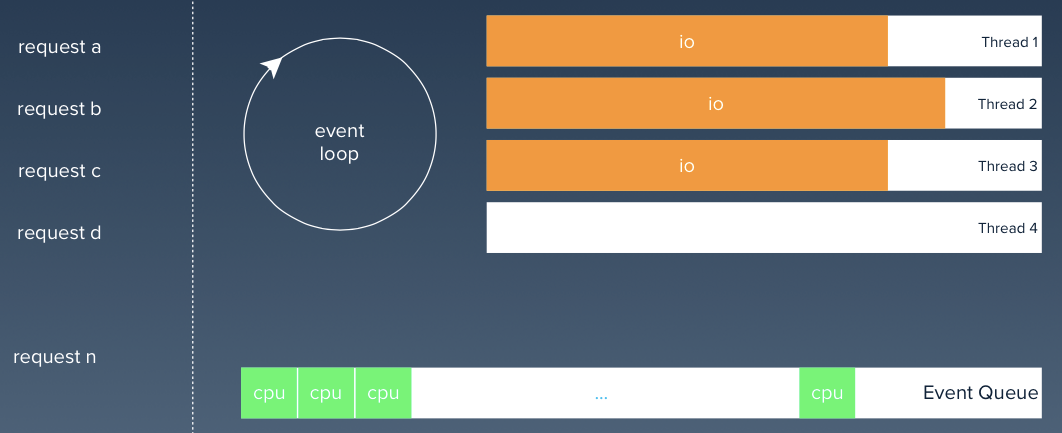 request a
request b
request c
request d
request n
event
loop
io
Thread 1
io
Thread 2
io
Thread 3
Thread 4
cpu
cpu
cpu
...
cpu
Event Queue